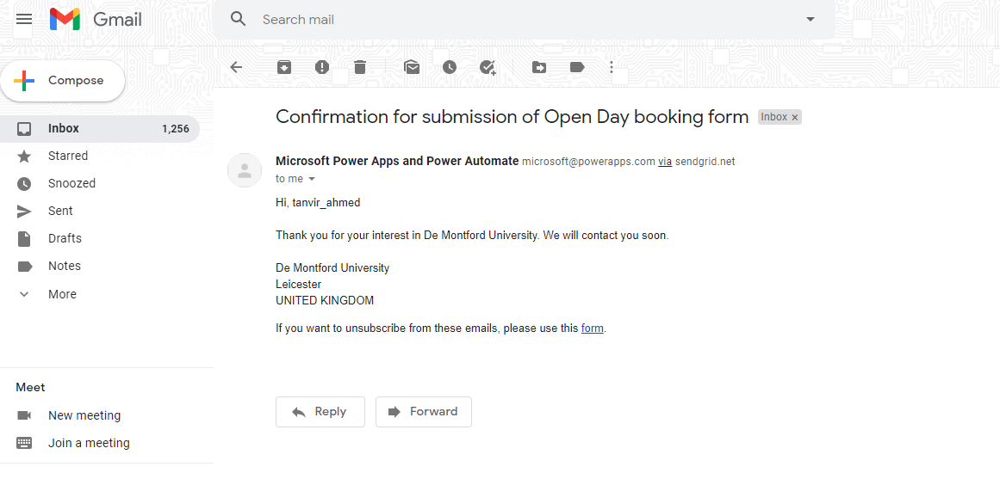 Gmail
Search mail
Compose
Inbox 1,256
Starred
Snoozed
Sent
Drafts
Notes
More
Meet
New meeting
Join a meeting
Confirmation for submission of Open Day booking form Inbox ×
Microsoft Power Apps and Power Automate microsoft@powerapps.com via sendgrid.net
to me
Hi, tanvir_ahmed
Thank you for your interest in De Montford University. We will contact you soon.
De Montford University
Leicester
UNITED KINGDOM
If you want to unsubscribe from these emails, please use this form.
Reply Forward